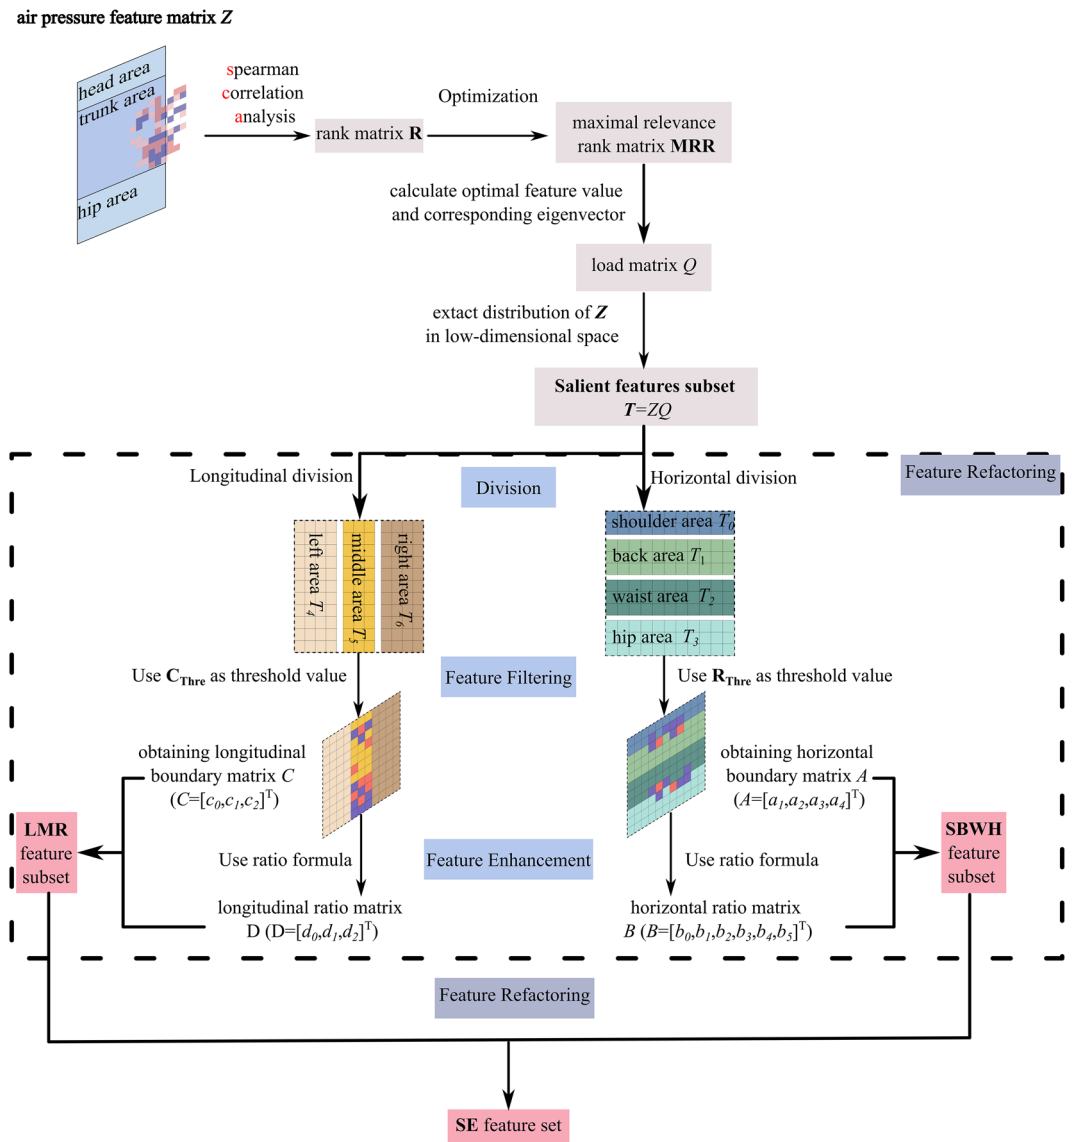 air pressure feature matrix Z
head area
trunk area
hip area
spearman
correlation
analysis
rank matrix R
Optimization
maximal relevance
rank matrix MRR
calculate optimal feature value
and corresponding eigenvector
load matrix Q
extact distribution of Z
in low-dimensional space
Salient features subset
T=ZQ
Feature Refactoring
Longitudinal division
Division
Horizontal division
left area T4
middle area T5
right area T6
shoulder area T0
back area T1
waist area T2
hip area T3
Use CThre as threshold value
Feature Filtering
Use RThre as threshold value
obtaining longitudinal
boundary matrix C
(C=[c0,c1,c2]T)
obtaining horizontal
boundary matrix A
(A=[a1,a2,a3,a4]T)
LMR
feature
subset
SBWH
feature
subset
Use ratio formula
Feature Enhancement
Use ratio formula
longitudinal ratio matrix
D (D=[d0,d1,d2]T)
horizontal ratio matrix
B (B=[b0,b1,b2,b3,b4,b5]T)
Feature Refactoring
SE feature set